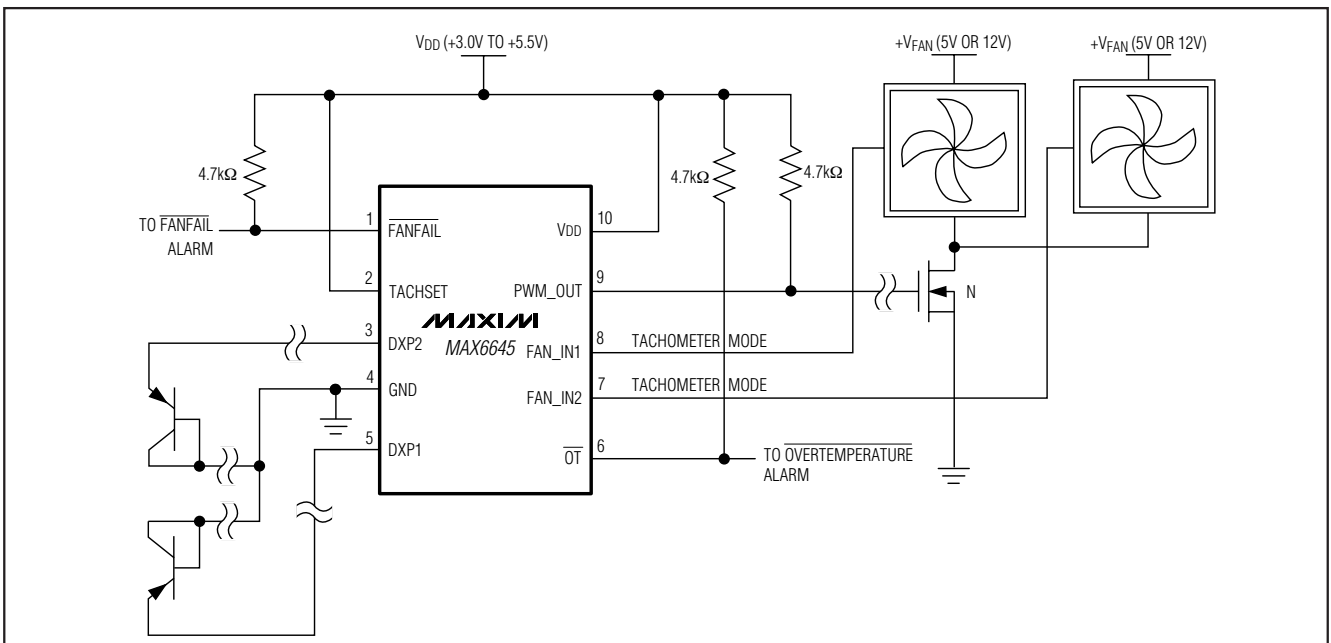 VDD (+3.0V TO +5.5V)
+VFAN (5V OR 12V)
+VFAN (5V OR 12V)
4.7kΩ
4.7kΩ
4.7kΩ
TO FANFAIL
ALARM
1
FANFAIL
VDD
10
2
TACHSET
PWM_OUT
9
N
MAXIM
MAX6645
3
DXP2
FAN_IN1
8
TACHOMETER MODE
4
GND
FAN_IN2
7
TACHOMETER MODE
5
DXP1
OT
6
TO OVERTEMPERATURE
ALARM